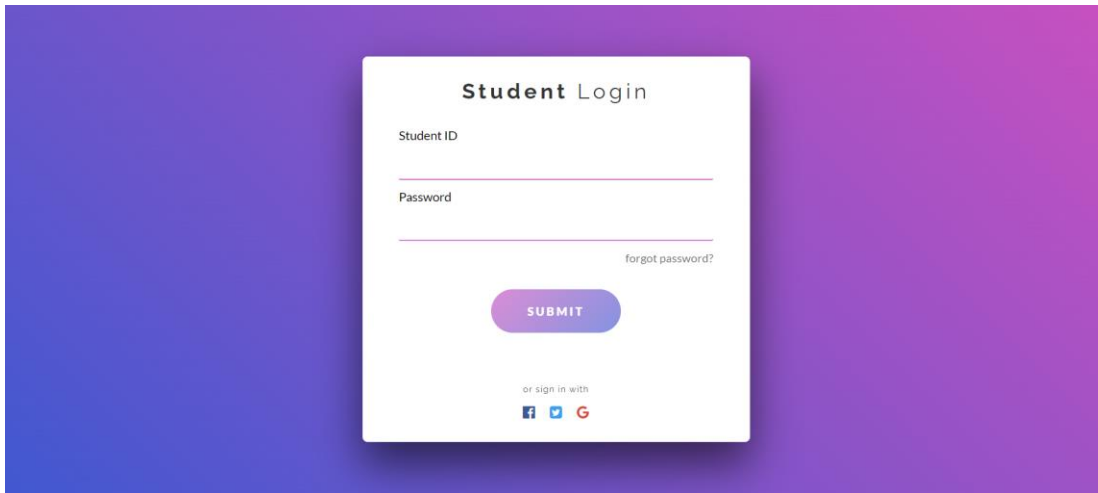 Student Login
Student ID
Password
forgot password?
SUBMIT
or sign in with